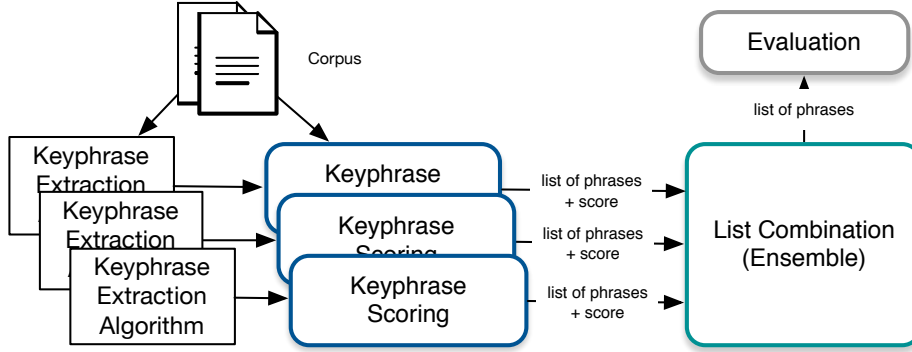 Corpus
Evaluation
list of phrases
Keyphrase
Extraction
Keyphrase
Extraction
Keyphrase
Extraction
Algorithm
Keyphrase
Keyphrase
Scoring
Keyphrase
Scoring
list of phrases
+ score
list of phrases
+ score
list of phrases
+ score
List Combination
(Ensemble)